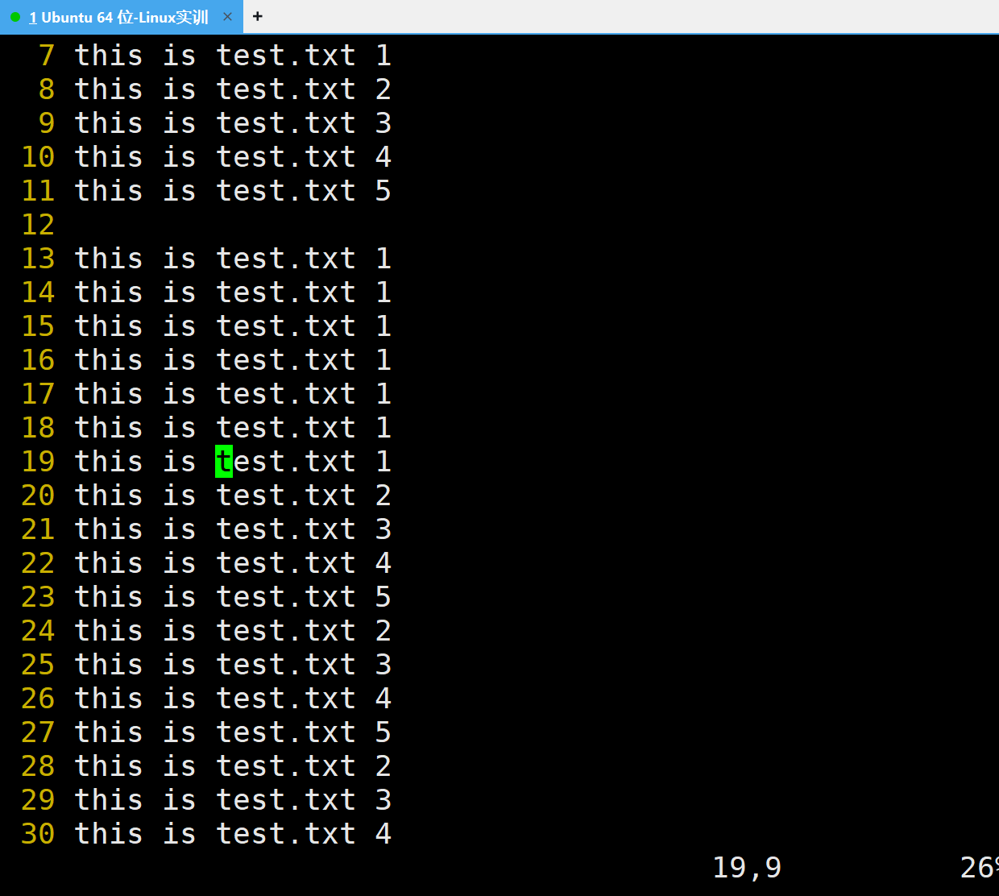 1 Ubuntu 64 位-Linux实训 × +
7 this is test.txt 1
8 this is test.txt 2
9 this is test.txt 3
10 this is test.txt 4
11 this is test.txt 5
12
13 this is test.txt 1
14 this is test.txt 1
15 this is test.txt 1
16 this is test.txt 1
17 this is test.txt 1
18 this is test.txt 1
19 this is test.txt 1
20 this is test.txt 2
21 this is test.txt 3
22 this is test.txt 4
23 this is test.txt 5
24 this is test.txt 2
25 this is test.txt 3
26 this is test.txt 4
27 this is test.txt 5
28 this is test.txt 2
29 this is test.txt 3
30 this is test.txt 4
19,9 26%